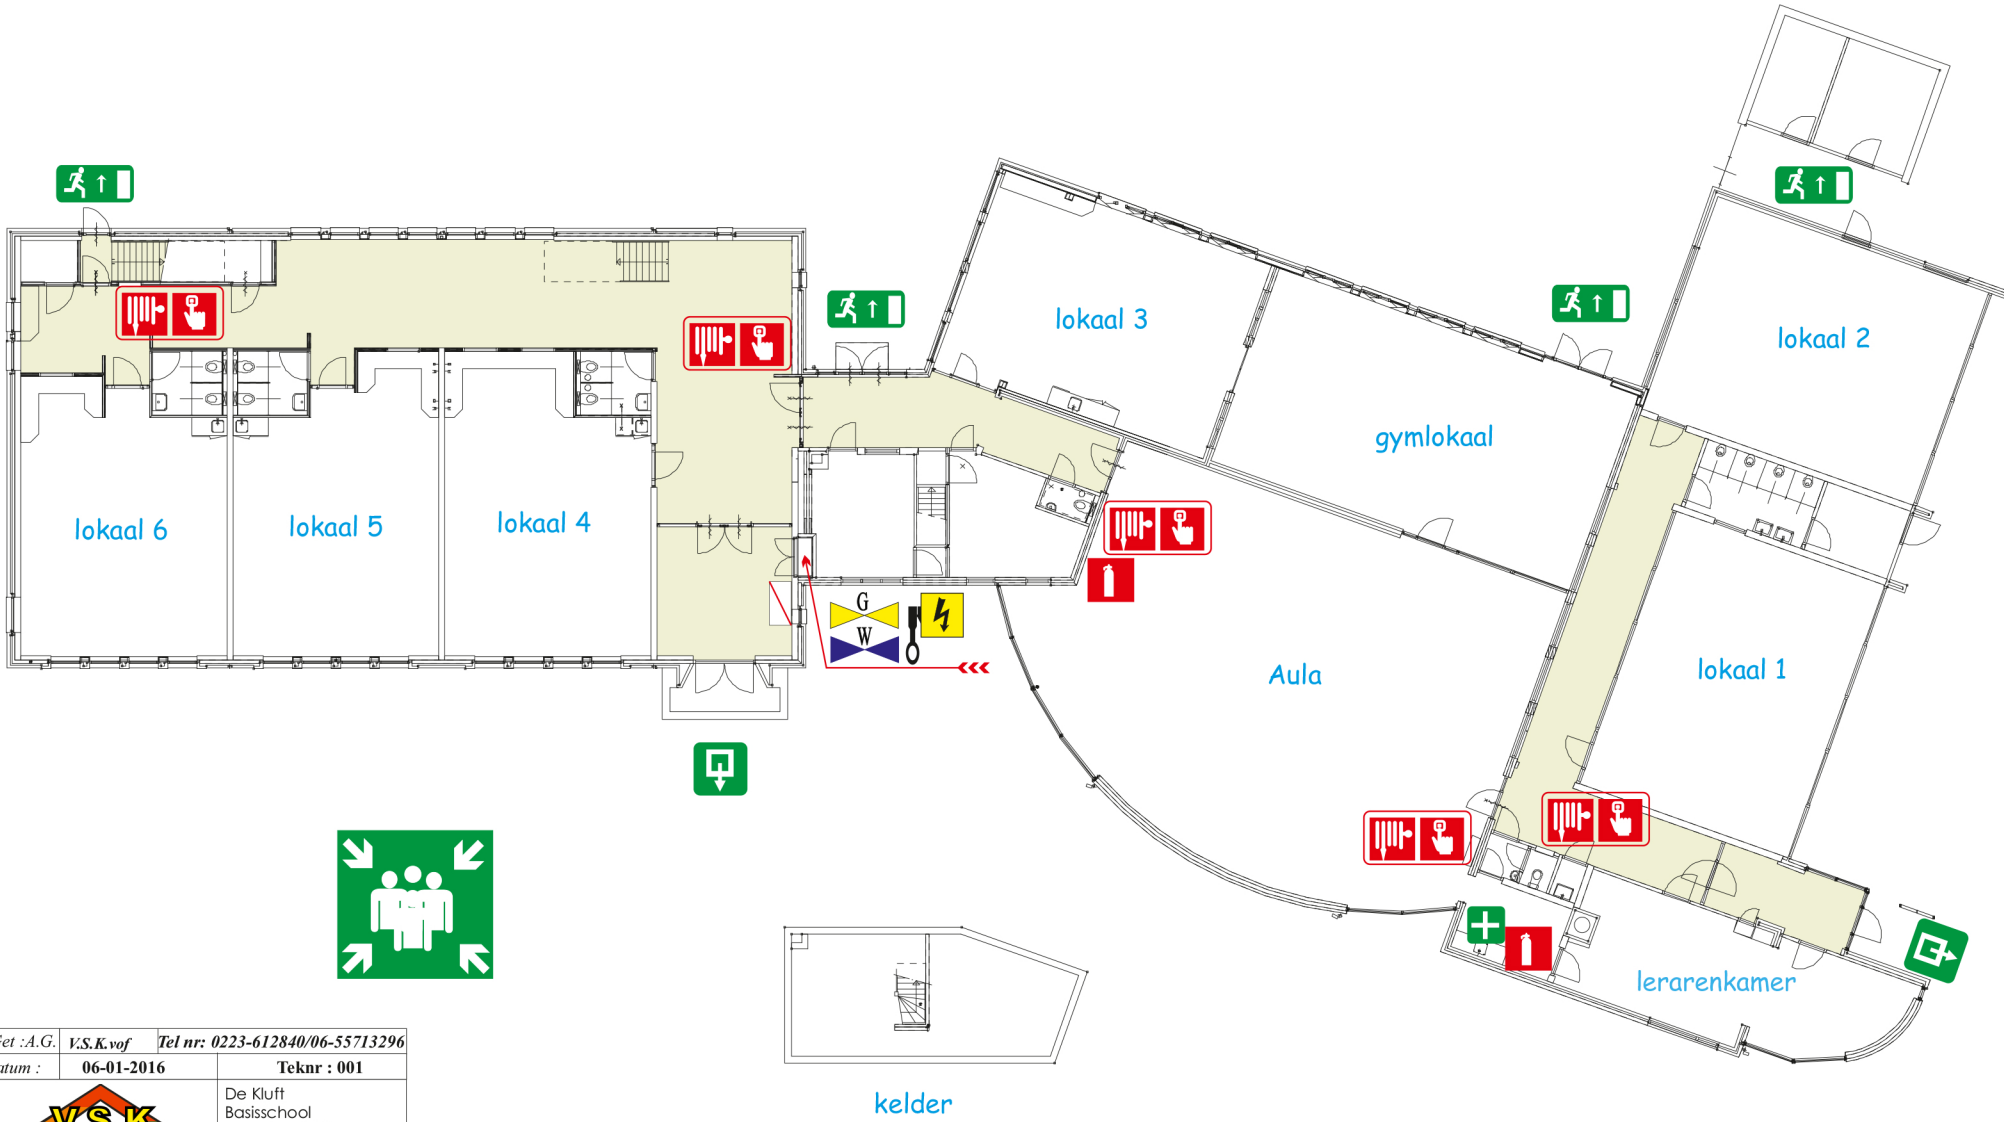 lokaal 3
lokaal 2
gymlokaal
lokaal 6
lokaal 5
lokaal 4
G
W
Aula
lokaal 1
lerarenkamer
kelder
:A.G. V.S.K.vof Tel nr: 0223-612840/06-55713296
06-01-2016 Teknr : 001
De Kluft
Basisschool
V.S.K